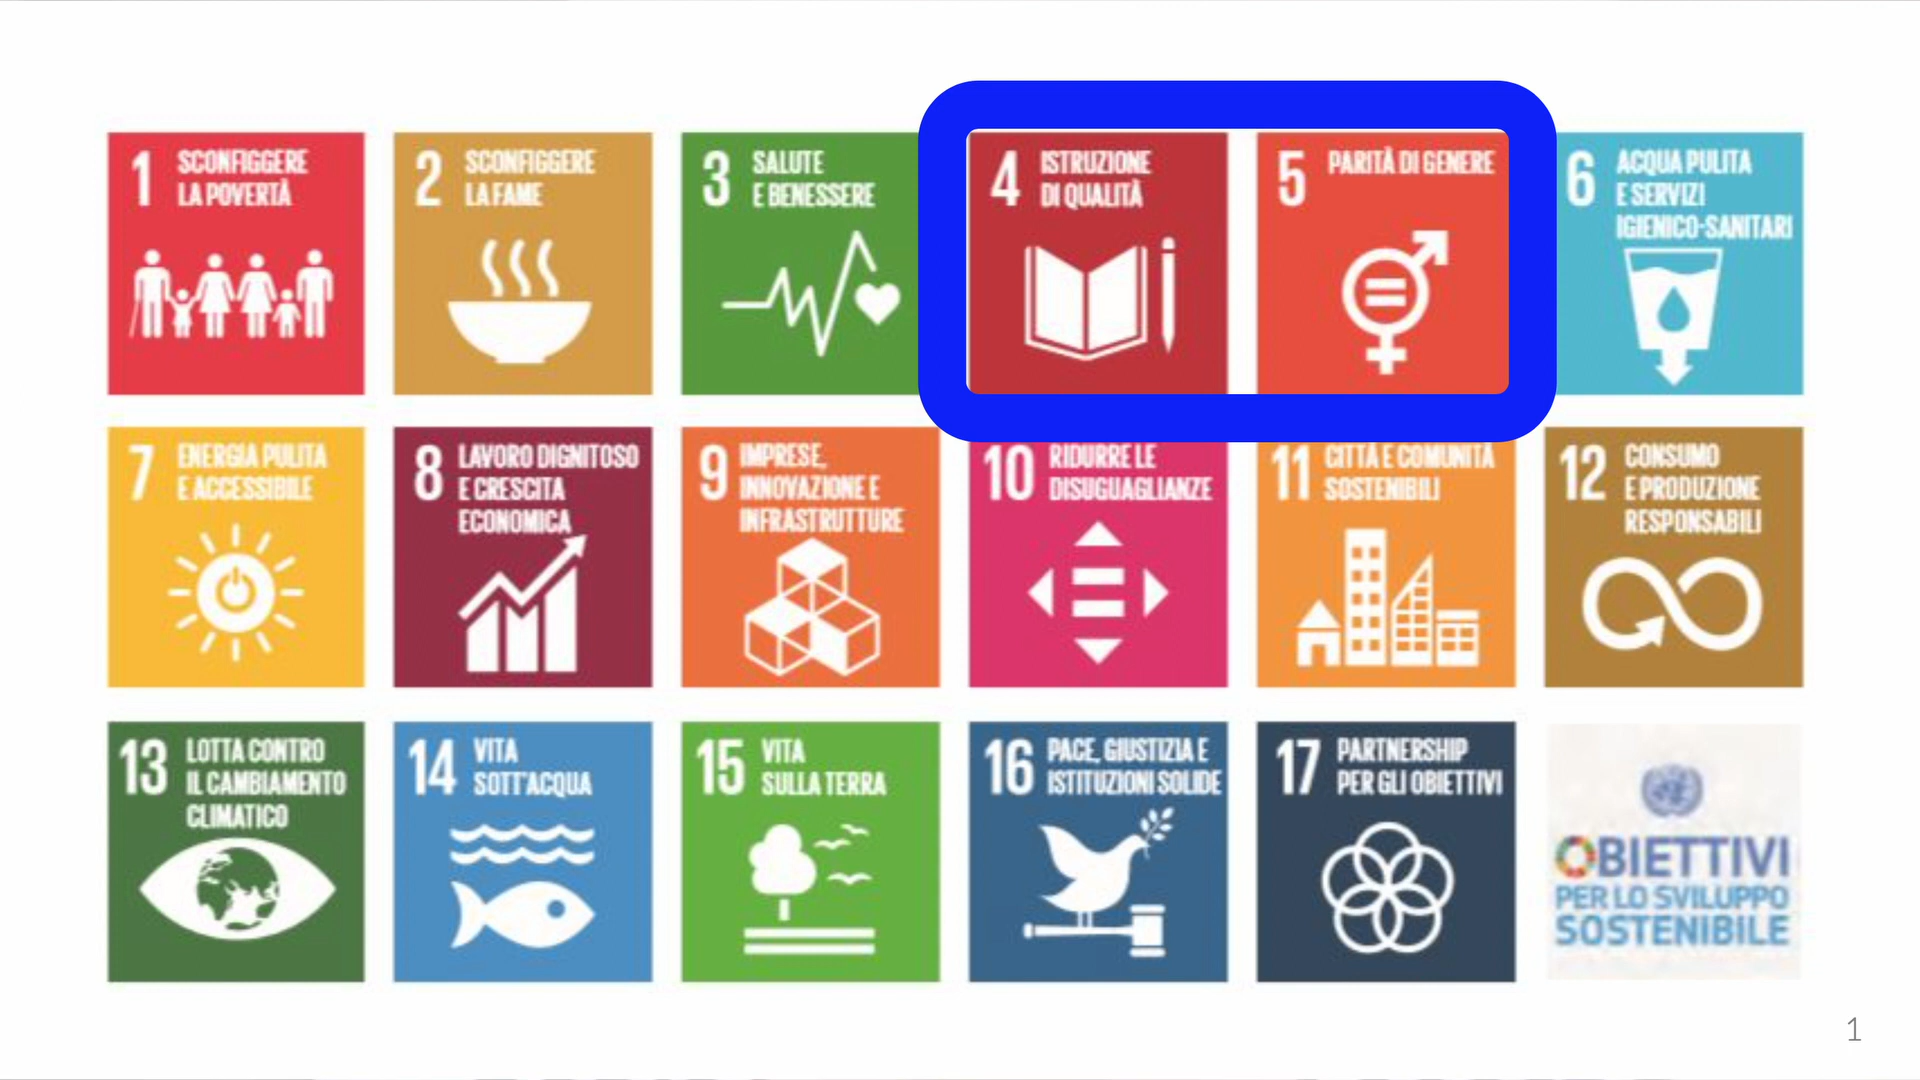 1 SCONFIGGERE
LA POVERTÀ
2 SCONFIGGERE
LA FAME
3 SALUTE
E BENESSERE
4 ISTRUZIONE
DI QUALITÀ
5 PARITÀ DI GENERE
6 ACQUA PULITA
E SERVIZI
IGIENICO-SANITARI
7 ENERGIA PULITA
E ACCESSIBILE
8 LAVORO DIGNITOSO
E CRESCITA
ECONOMICA
9 IMPRESE,
INNOVAZIONE E
INFRASTRUTTURE
10 RIDURRE LE
DISUGUAGLIANZE
11 CITTÀ E COMUNITÀ
SOSTENIBILI
12 CONSUMO
E PRODUZIONE
RESPONSABILI
13 LOTTA CONTRO
IL CAMBIAMENTO
CLIMATICO
14 VITA
SOTT'ACQUA
15 VITA
SULLA TERRA
16 PACE, GIUSTIZIA E
ISTITUZIONI SOLIDE
17 PARTNERSHIP
PER GLI OBIETTIVI
OBIETTIVI
PER LO SVILUPPO
SOSTENIBILE
1